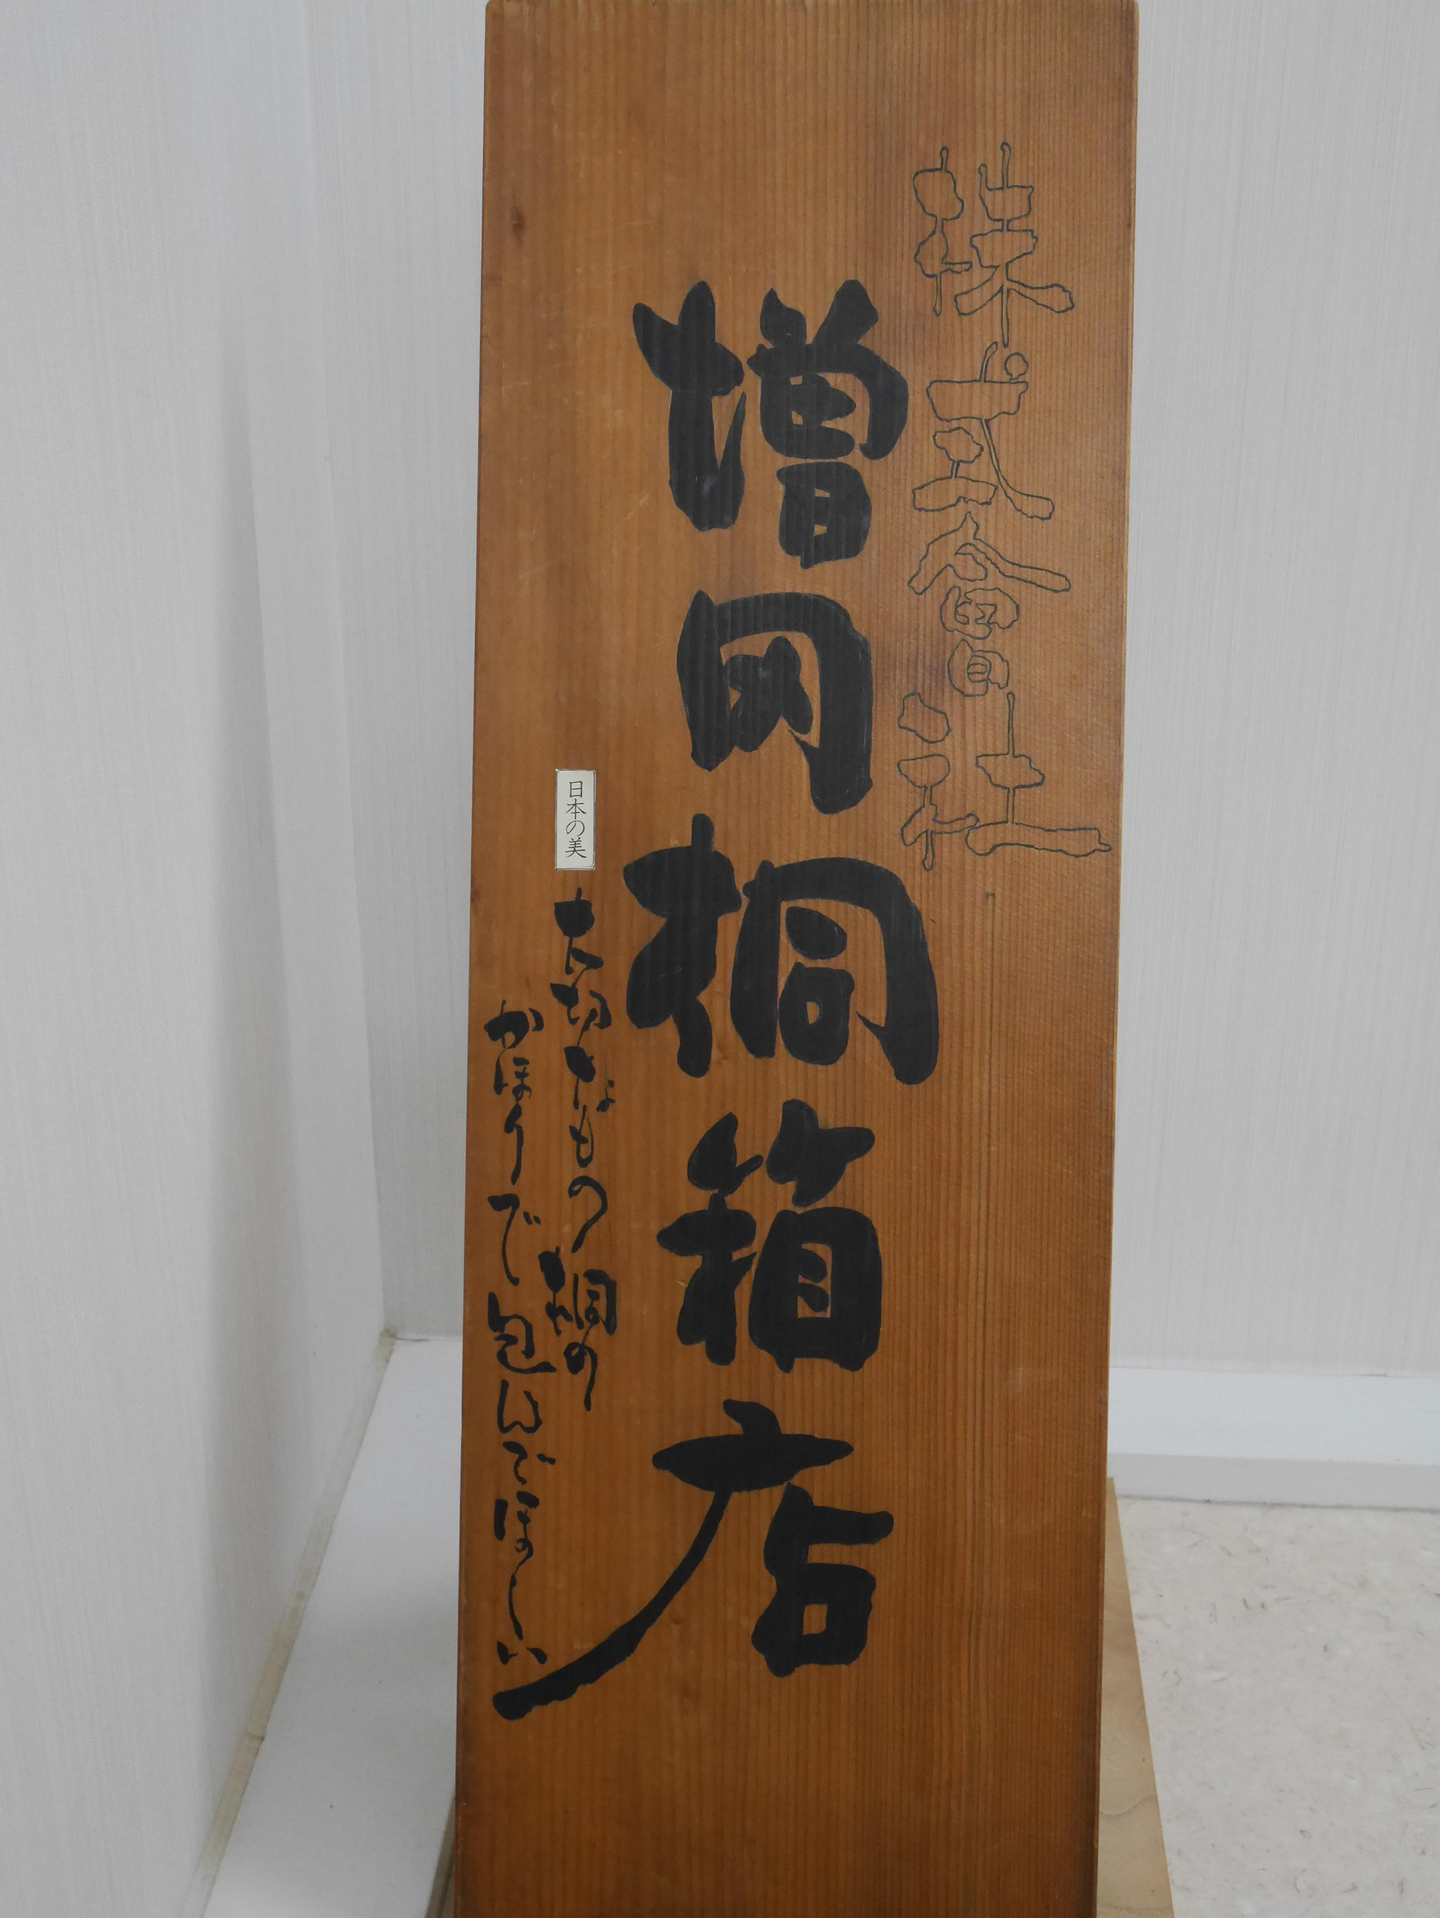 株式會社
増冈桐箱店
日本の美
大切なもの桐の
かほりで包んでほしい